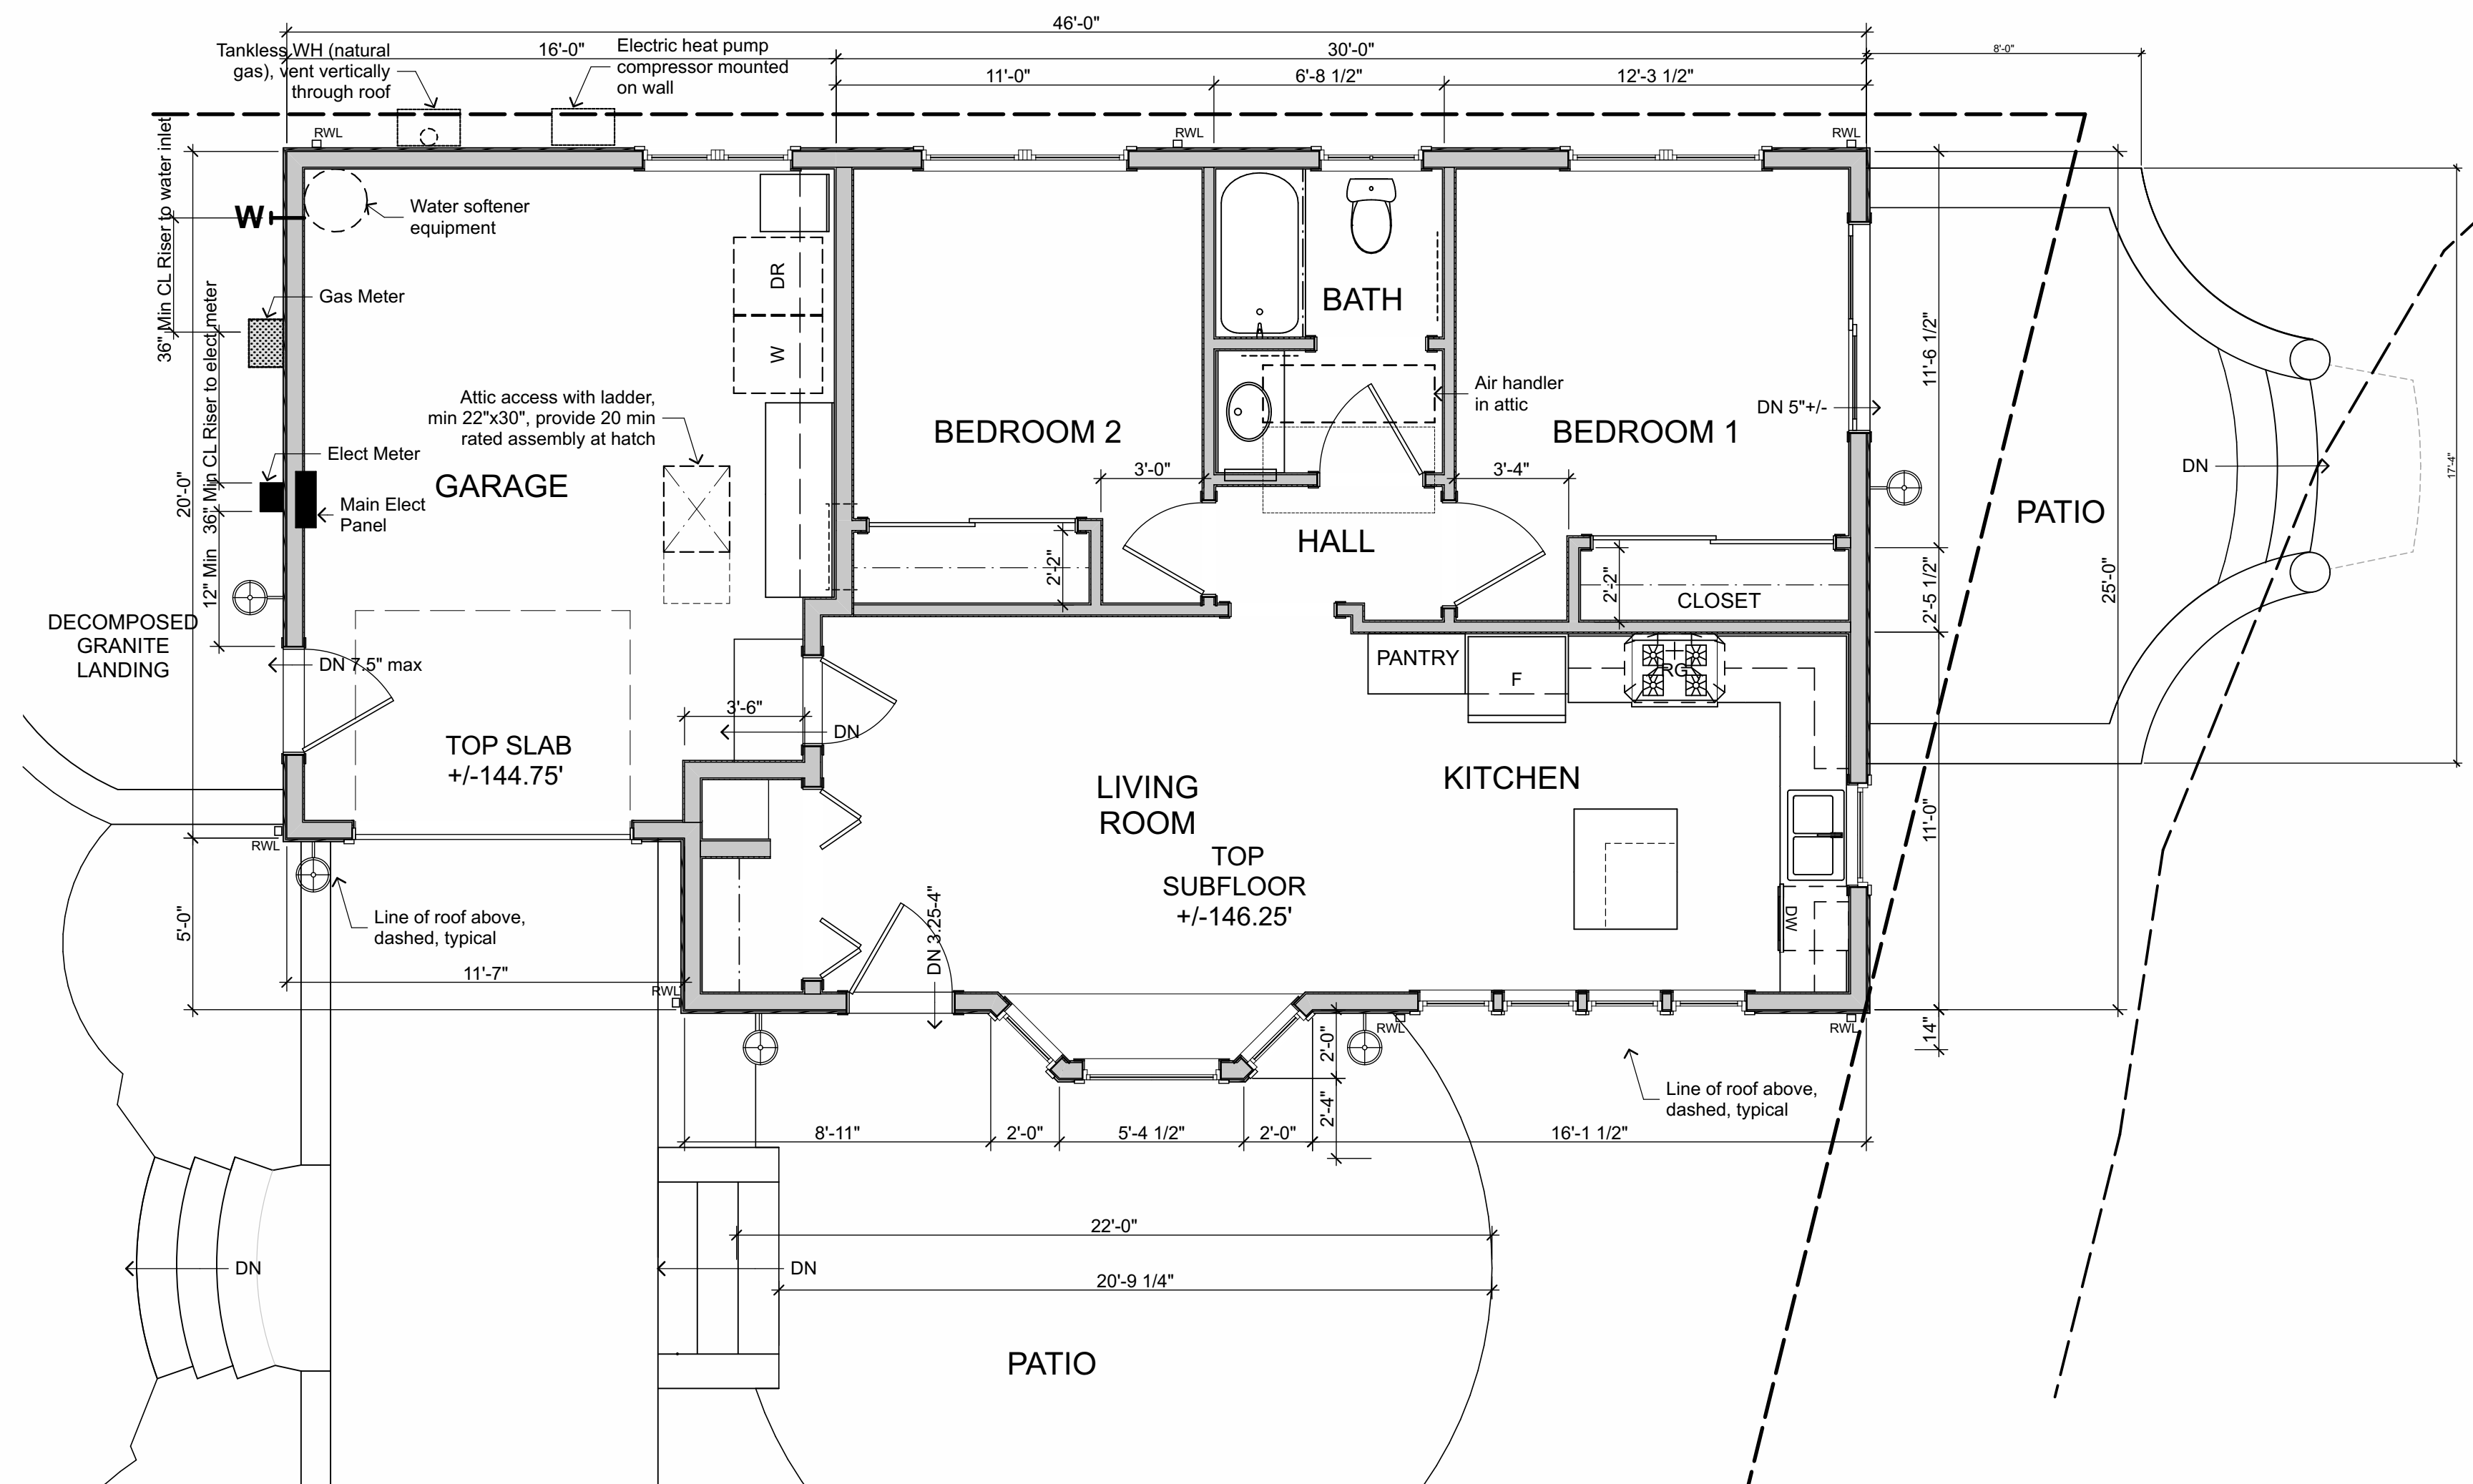 46'-0"
16'-0"
30'-0"
8'-0"
11'-0"
6'-8 1/2"
12'-3 1/2"
Tankless WH (natural
gas), vent vertically
through roof
Electric heat pump
compressor mounted
on wall
RWL
RWL
RWL
36" Min CL Riser to water inlet
W
Water softener
equipment
DR
W
Gas Meter
36" Min CL Riser to elect meter
BATH
Attic access with ladder,
min 22"x30", provide 20 min
rated assembly at hatch
Air handler
in attic
BEDROOM 2
BEDROOM 1
DN 5"+/-
11'-6 1/2"
Elect Meter
GARAGE
Main Elect
Panel
20'-0"
3'-0"
3'-4"
PATIO
DN
17'-4"
HALL
2'-2"
2'-2"
CLOSET
12" Min
2'-5 1/2"
25'-0"
DECOMPOSED
GRANITE
LANDING
DN 7.5" max
PANTRY
F
RG
3'-6"
DN
TOP SLAB
+/-144.75'
LIVING
ROOM
KITCHEN
11'-0"
TOP
SUBFLOOR
+/-146.25'
RWL
5'-0"
Line of roof above,
dashed, typical
DN 3.25-4"
DW
11'-7"
RWL
RWL
RWL
14"
2'-0"
2'-4"
Line of roof above,
dashed, typical
8'-11"
2'-0"
5'-4 1/2"
2'-0"
16'-1 1/2"
22'-0"
DN
DN
20'-9 1/4"
PATIO